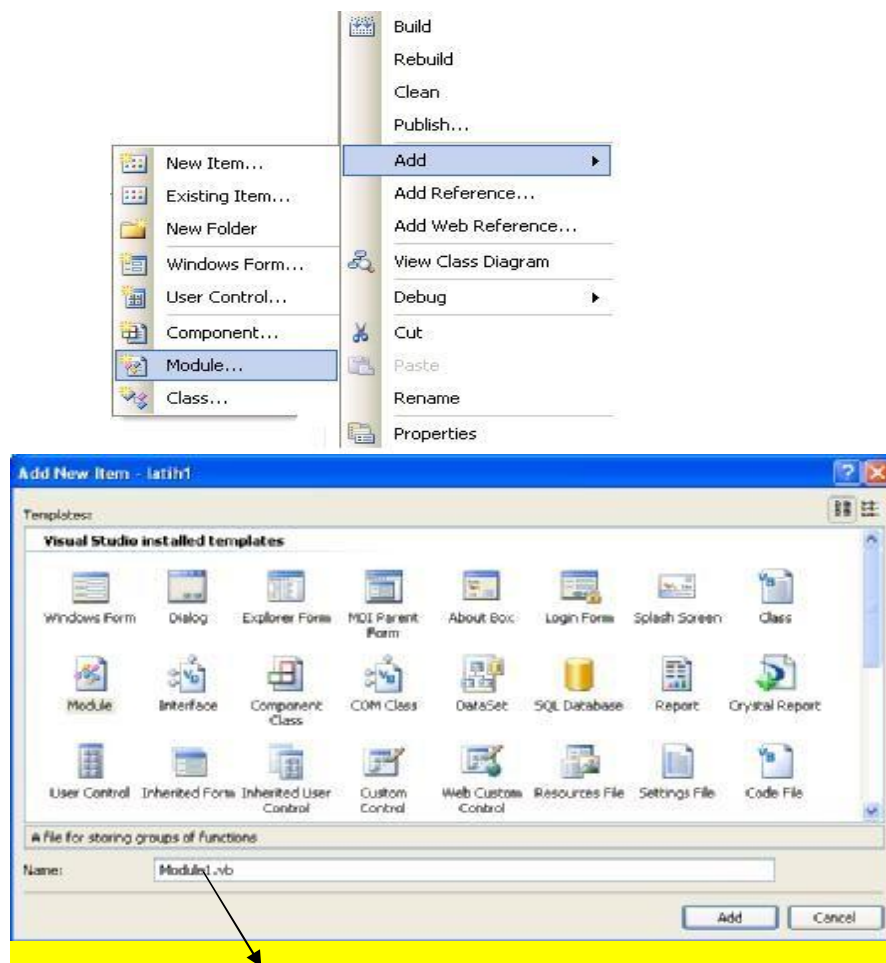 Build
Rebuild
Clean
Publish...
Add
Add Reference...
Add Web Reference...
View Class Diagram
Debug
Cut
Paste
Rename
Properties
New Item...
Existing Item...
New Folder
Windows Form...
User Control...
Component...
Module...
Class...
Add New Item - latih1
Templates:
Visual Studio installed templates
Windows Form Dialog Explorer Form MDI Parent Form About Box Login Form Splash Screen Class
Module Interface Component Class COM Class DataSet SQL Database Report Crystal Report
User Control Inherited Form Inherited User Control Custom Control Web Custom Control Resources File Settings File Code File
A file for storing groups of functions
Name: Module1.vb
Add Cancel